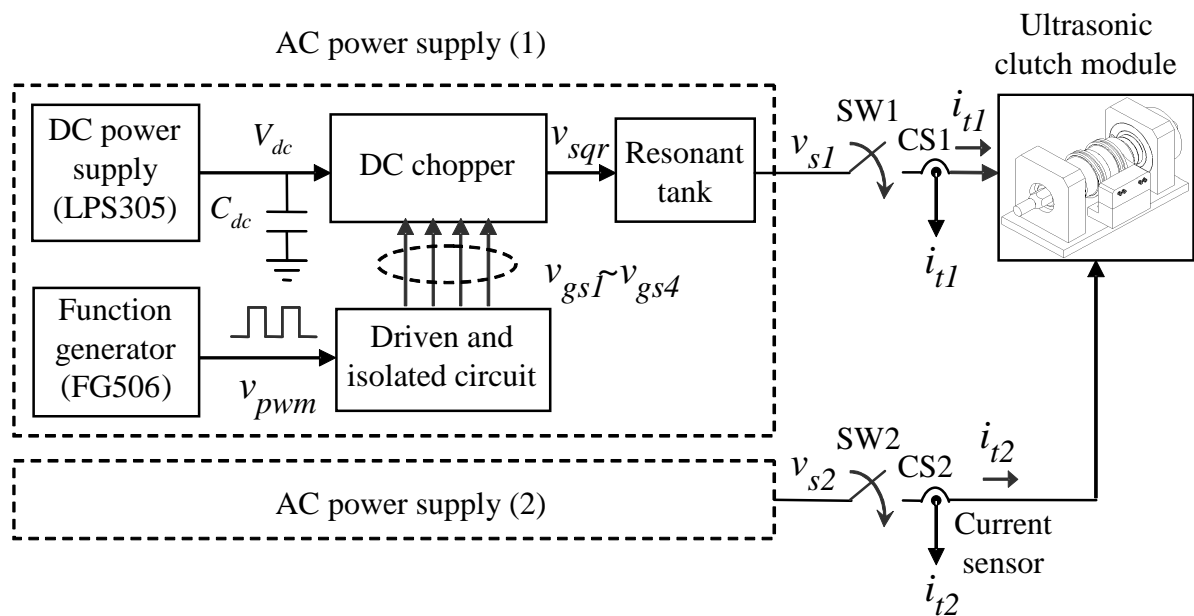 AC power supply (1)
Ultrasonic
clutch module
DC power
supply
(LPS305)
V_dc
C_dc
DC chopper
v_sqr
Resonant
tank
v_s1
SW1
CS1
i_t1
i_t1
v_gs1~v_gs4
Function
generator
(FG506)
v_pwm
Driven and
isolated circuit
AC power supply (2)
v_s2
SW2
CS2
i_t2
Current
sensor
i_t2